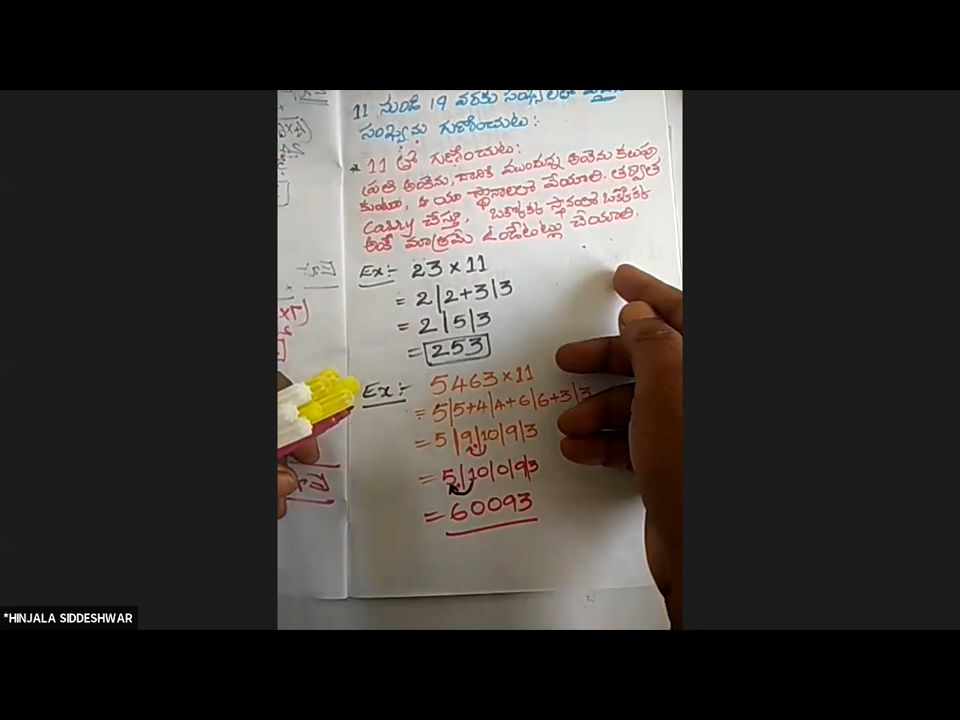 11 నుండి 19 వరకు సంఖ్యలతో
సంఖ్యను గుణించుట:
* 11 తో గుణించుట:
ప్రతి అంకెను, దానికి ముందున్న అంకెను కలుపు
కుంటూ, ఆ యా స్థానాలలో వేయాలి. తర్వాత
Carry చేస్తూ, ఒక్కొక్క స్థానంలో ఒక్కొక్క
అంకె మాత్రమే ఉండేటట్లు చేయాలి.
Ex:- 23 × 11
= 2|2+3|3
= 2|5|3
= 253
Ex:- 5463 × 11
= 5|5+4|4+6|6+3|3
= 5|9|10|9|3
= 5|10|0|9|3
= 60093
*HINJALA SIDDESHWAR